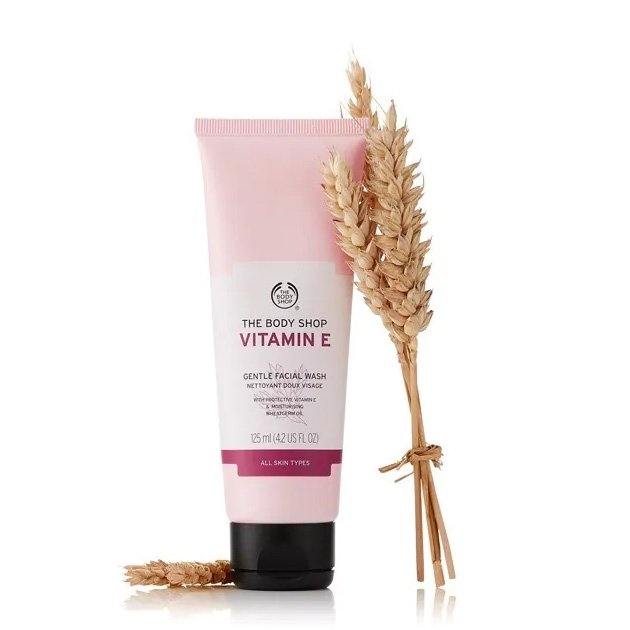 THE
BODY
SHOP
®
THE BODY SHOP
VITAMIN E
GENTLE FACIAL WASH
NETTOYANT DOUX VISAGE
WITH PROTECTIVE VITAMIN E
& MOISTURISING
WHEATGERM OIL
125 ml (4.2 US FL OZ)
ALL SKIN TYPES